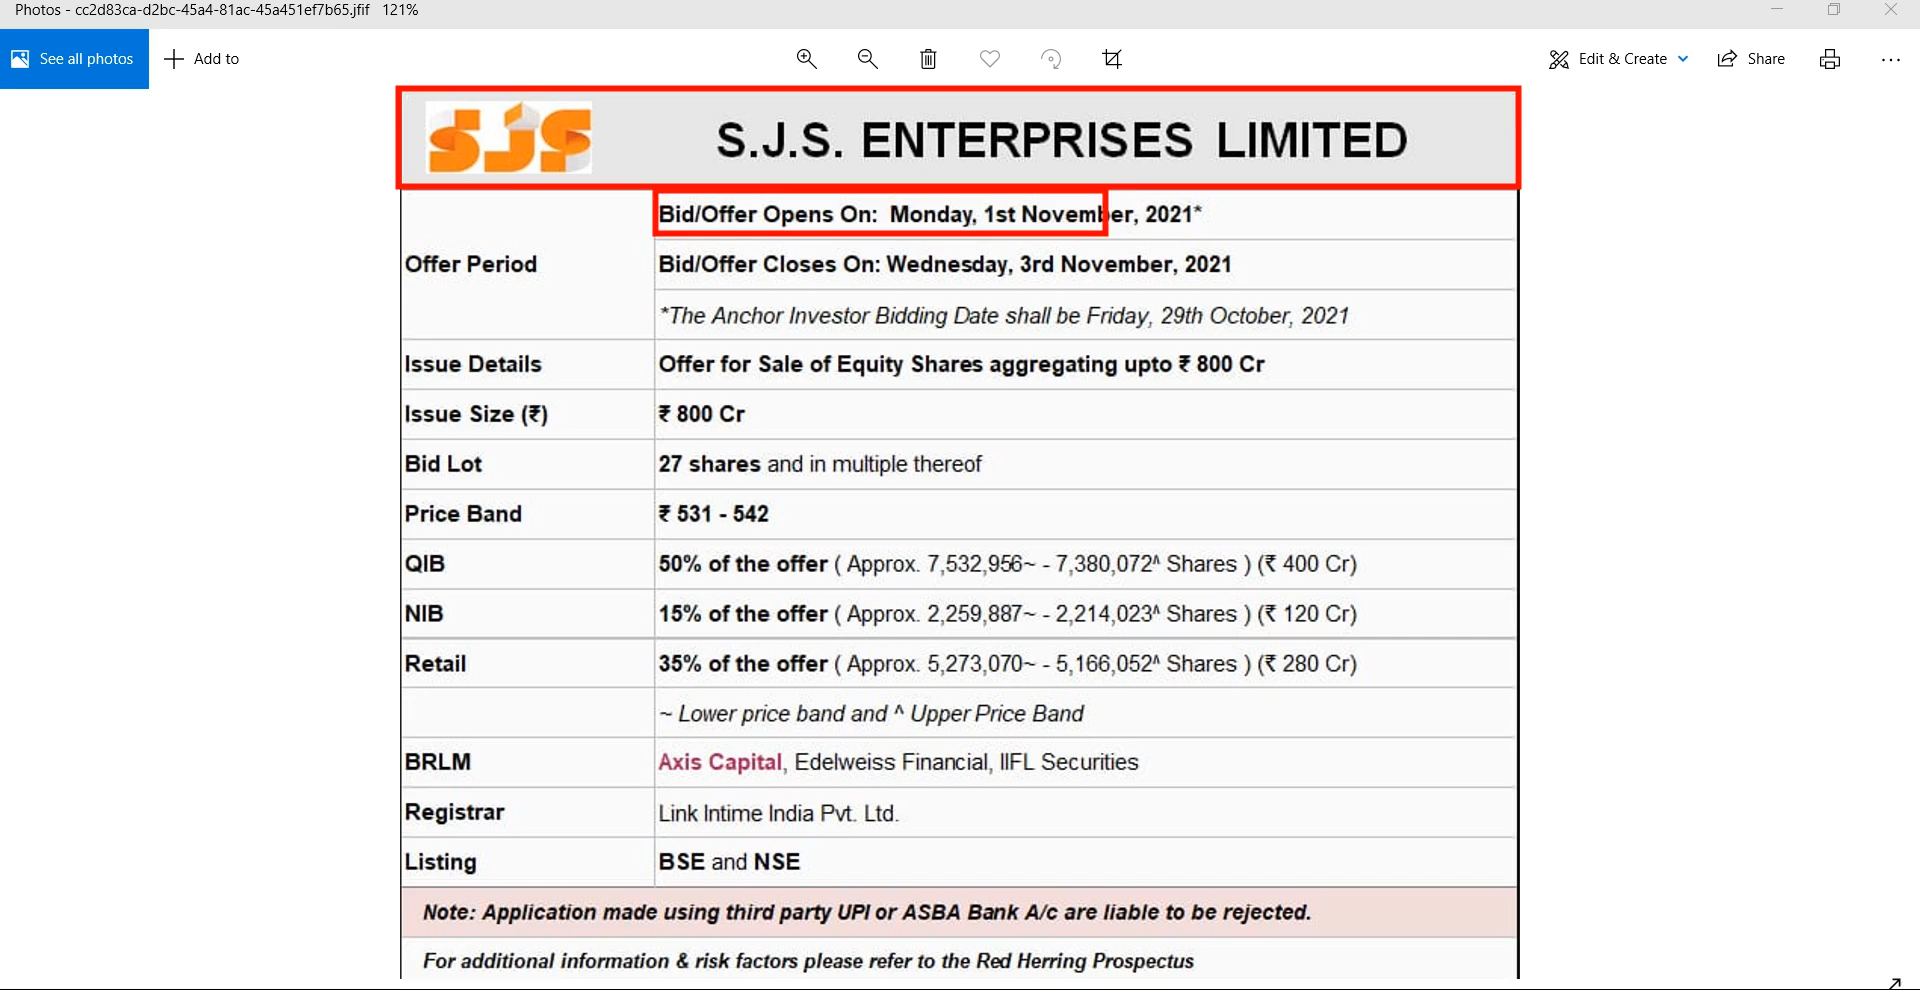 Photos - cc2d83ca-d2bc-45a4-81ac-45a451ef7b65.jfif 121%
See all photos Add to Edit & Create Share
SJS S.J.S. ENTERPRISES LIMITED
Bid/Offer Opens On: Monday, 1st November, 2021*
Offer Period Bid/Offer Closes On: Wednesday, 3rd November, 2021
*The Anchor Investor Bidding Date shall be Friday, 29th October, 2021
Issue Details Offer for Sale of Equity Shares aggregating upto ₹ 800 Cr
Issue Size (₹) ₹ 800 Cr
Bid Lot 27 shares and in multiple thereof
Price Band ₹ 531 - 542
QIB 50% of the offer ( Approx. 7,532,956~ - 7,380,072^ Shares ) (₹ 400 Cr)
NIB 15% of the offer ( Approx. 2,259,887~ - 2,214,023^ Shares ) (₹ 120 Cr)
Retail 35% of the offer ( Approx. 5,273,070~ - 5,166,052^ Shares ) (₹ 280 Cr)
~ Lower price band and ^ Upper Price Band
BRLM Axis Capital, Edelweiss Financial, IIFL Securities
Registrar Link Intime India Pvt. Ltd.
Listing BSE and NSE
Note: Application made using third party UPI or ASBA Bank A/c are liable to be rejected.
For additional information & risk factors please refer to the Red Herring Prospectus